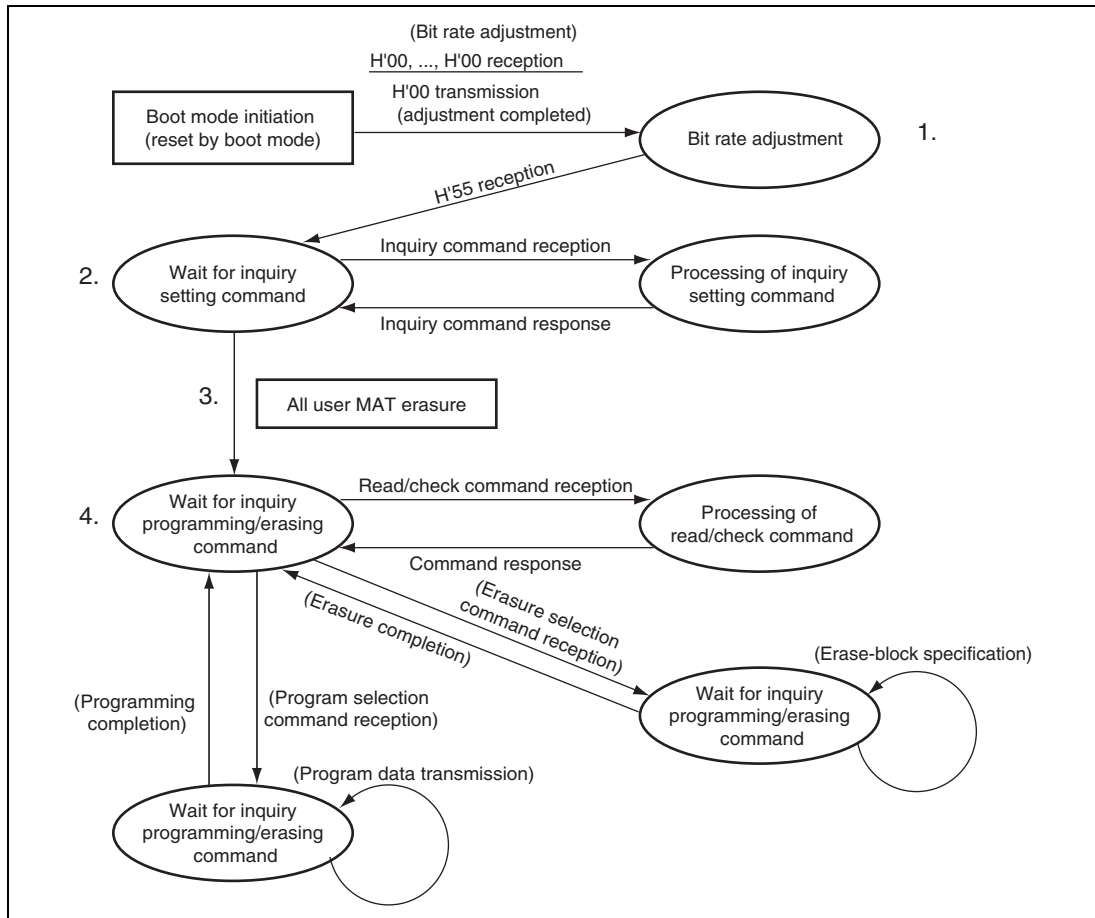 (Bit rate adjustment)
H'00, ..., H'00 reception
H'00 transmission
(adjustment completed)
Boot mode initiation
(reset by boot mode)
Bit rate adjustment
1.
H'55 reception
2.
Wait for inquiry
setting command
Inquiry command reception
Processing of inquiry
setting command
Inquiry command response
3.
All user MAT erasure
4.
Wait for inquiry
programming/erasing
command
Read/check command reception
Processing of
read/check command
Command response
(Erasure selection
command reception)
(Erasure completion)
(Erase-block specification)
Wait for inquiry
programming/erasing
command
(Programming
completion)
(Program selection
command reception)
(Program data transmission)
Wait for inquiry
programming/erasing
command